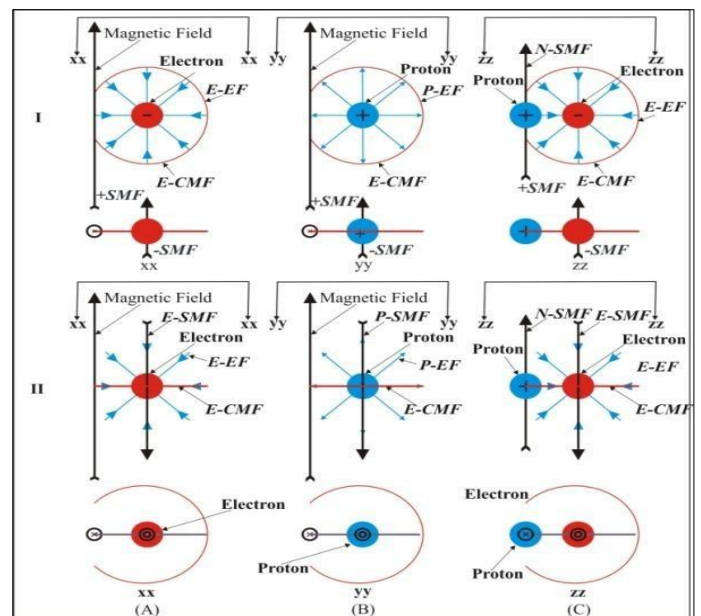 xx Magnetic Field xx yy Magnetic Field yy zz N-SMF zz
Electron
Proton
Proton
Electron
E-EF
P-EF
E-EF
I
-
+
+
-
E-CMF
E-CMF
E-CMF
+SMF
+SMF
+SMF
-SMF
-SMF
-SMF
xx
yy
zz
xx Magnetic Field xx yy Magnetic Field yy zz N-SMF E-SMF zz
E-SMF
P-SMF
Electron
Proton
Proton
Electron
E-EF
P-EF
E-EF
II
E-CMF
E-CMF
E-CMF
Electron
Electron
Proton
Proton
xx
yy
zz
(A)
(B)
(C)